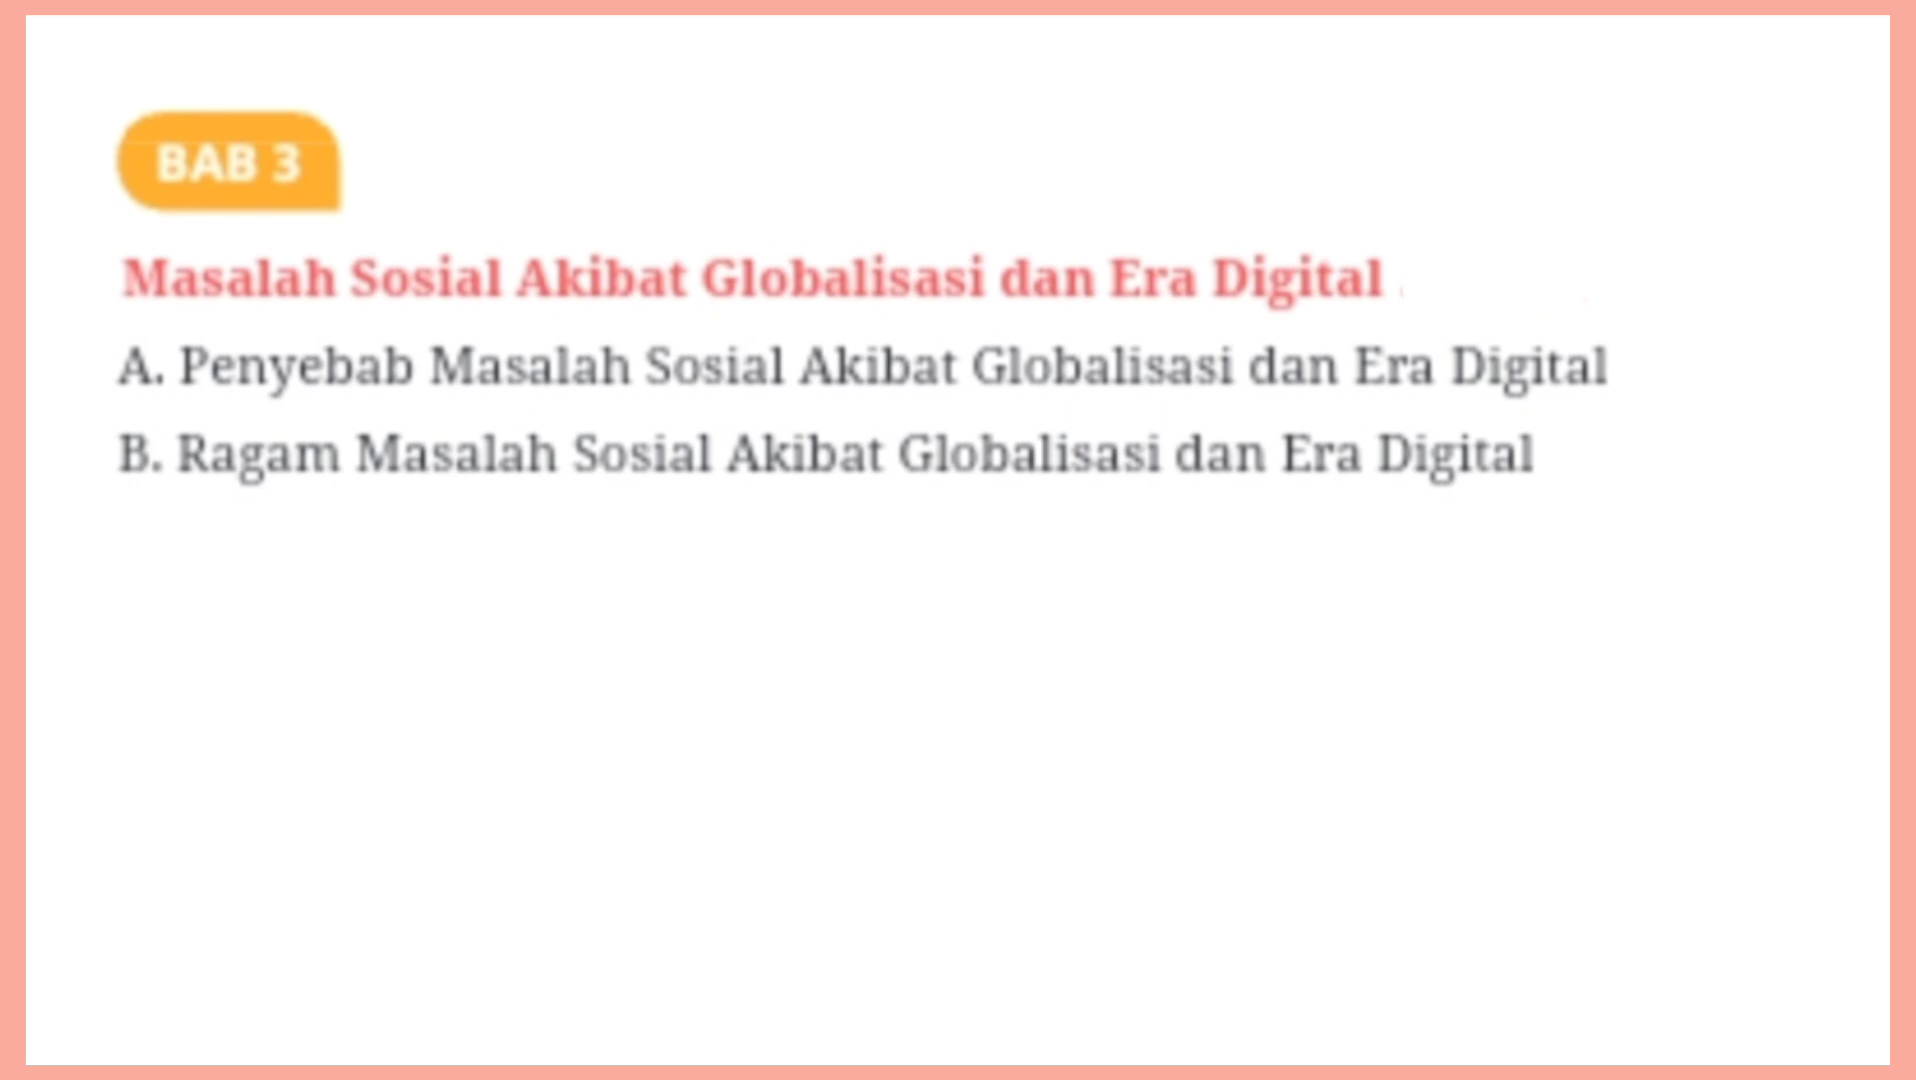 BAB 3
Masalah Sosial Akibat Globalisasi dan Era Digital
A. Penyebab Masalah Sosial Akibat Globalisasi dan Era Digital
B. Ragam Masalah Sosial Akibat Globalisasi dan Era Digital